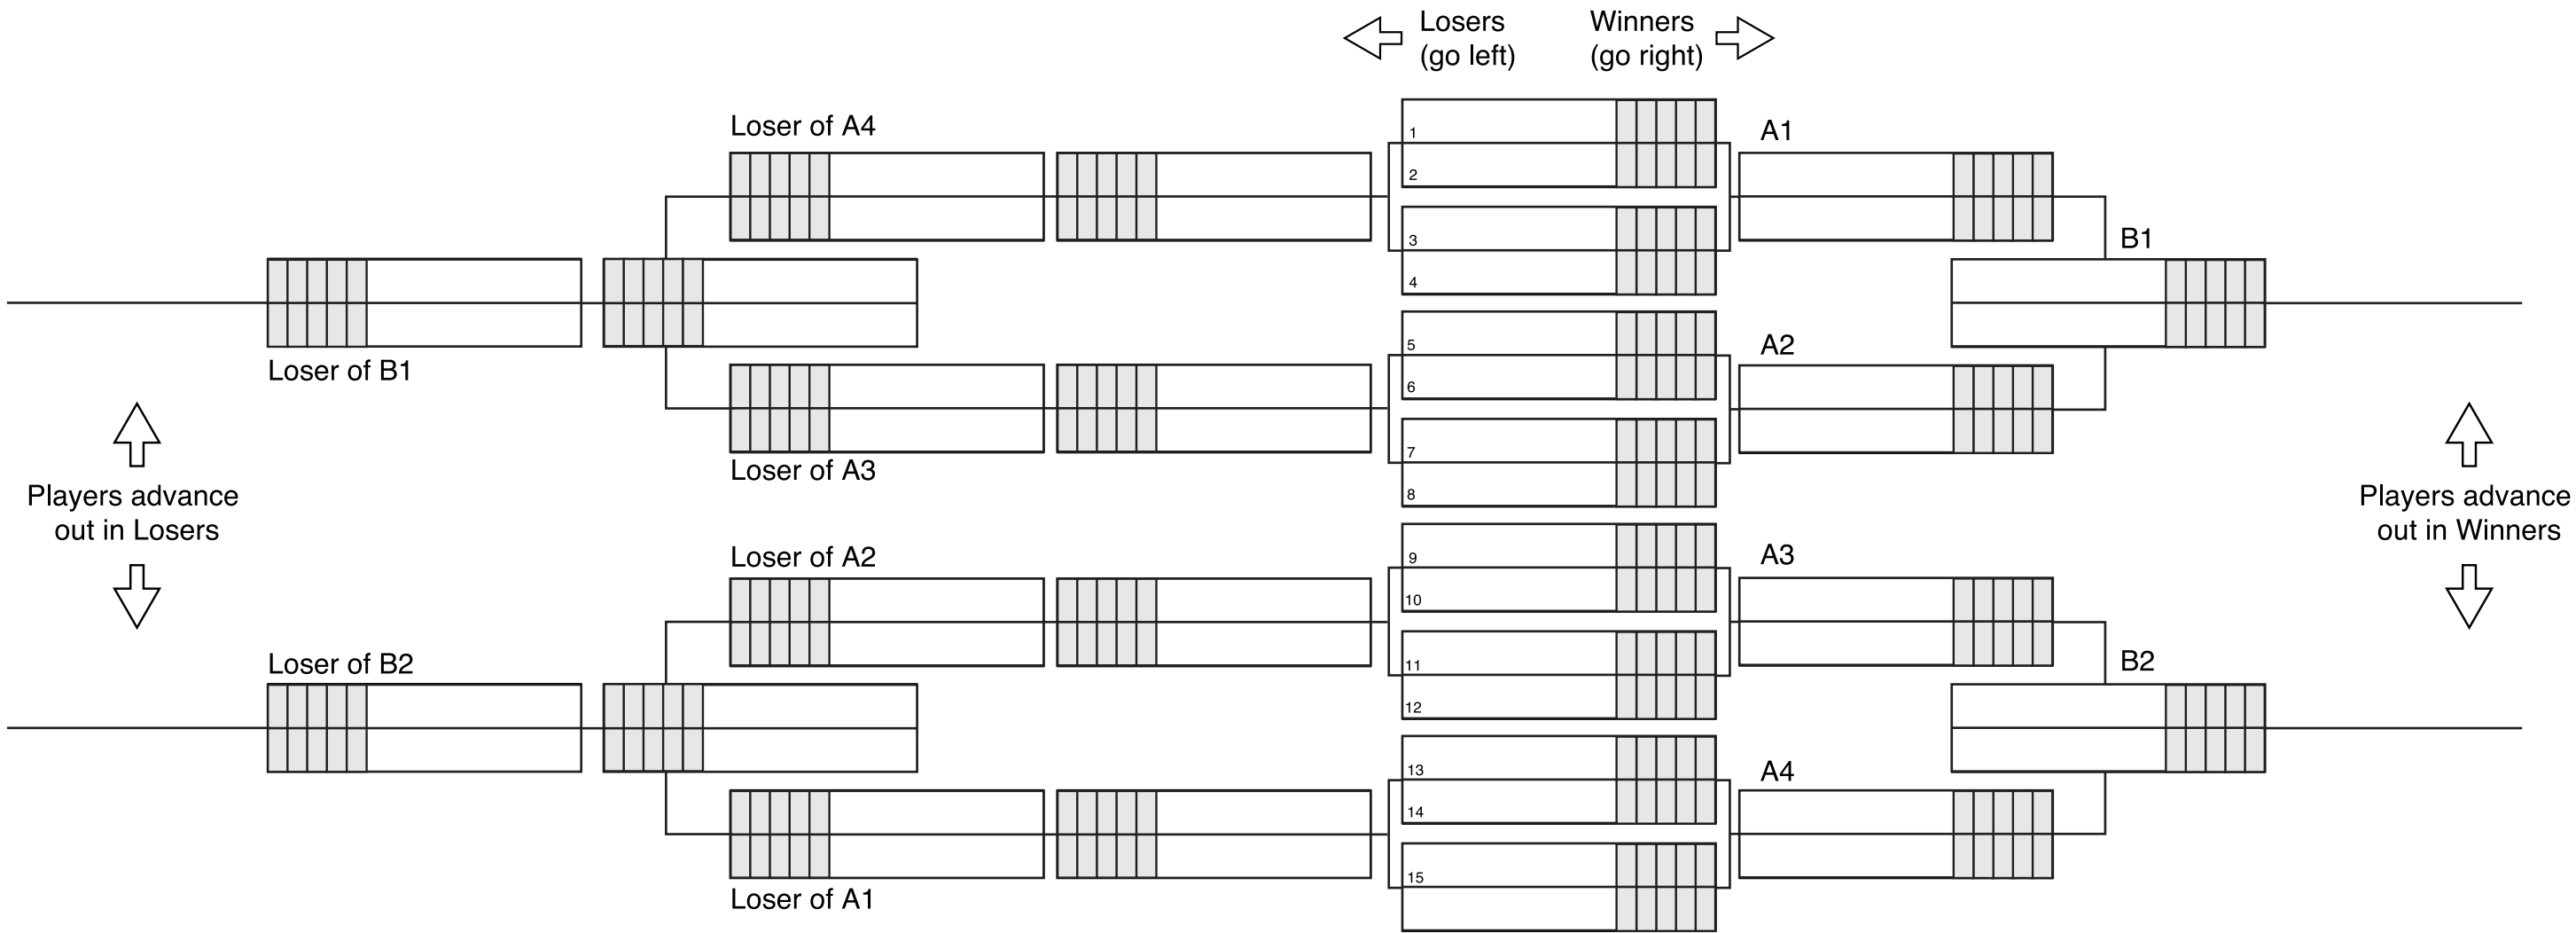 Losers
(go left)
Winners
(go right)
Loser of A4
1
2
A1
3
4
B1
5
6
A2
Loser of B1
7
8
Loser of A3
Players advance
out in Losers
Players advance
out in Winners
Loser of A2
9
10
A3
11
12
Loser of B2
B2
13
14
A4
15
Loser of A1